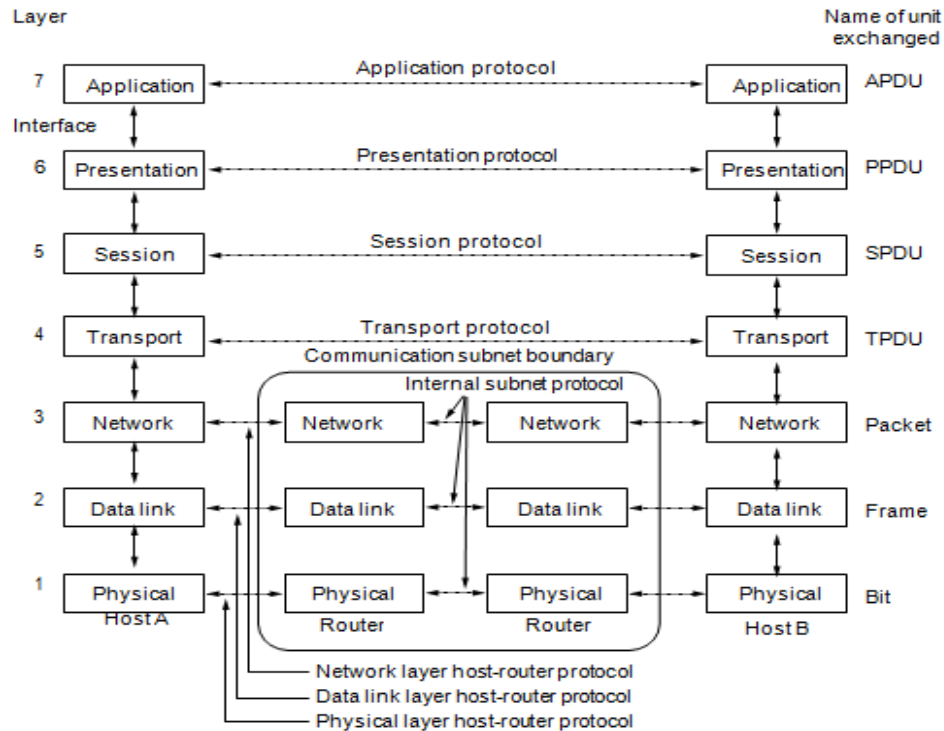 Layer
Name of unit
exchanged
7
Application
Application protocol
Application
APDU
Interface
6
Presentation
Presentation protocol
Presentation
PPDU
5
Session
Session protocol
Session
SPDU
4
Transport
Transport protocol
Transport
TPDU
Communication subnet boundary
Internal subnet protocol
3
Network
Network
Network
Network
Packet
2
Data link
Data link
Data link
Data link
Frame
1
Physical
Physical
Physical
Physical
Bit
Host A
Router
Router
Host B
Network layer host-router protocol
Data link layer host-router protocol
Physical layer host-router protocol